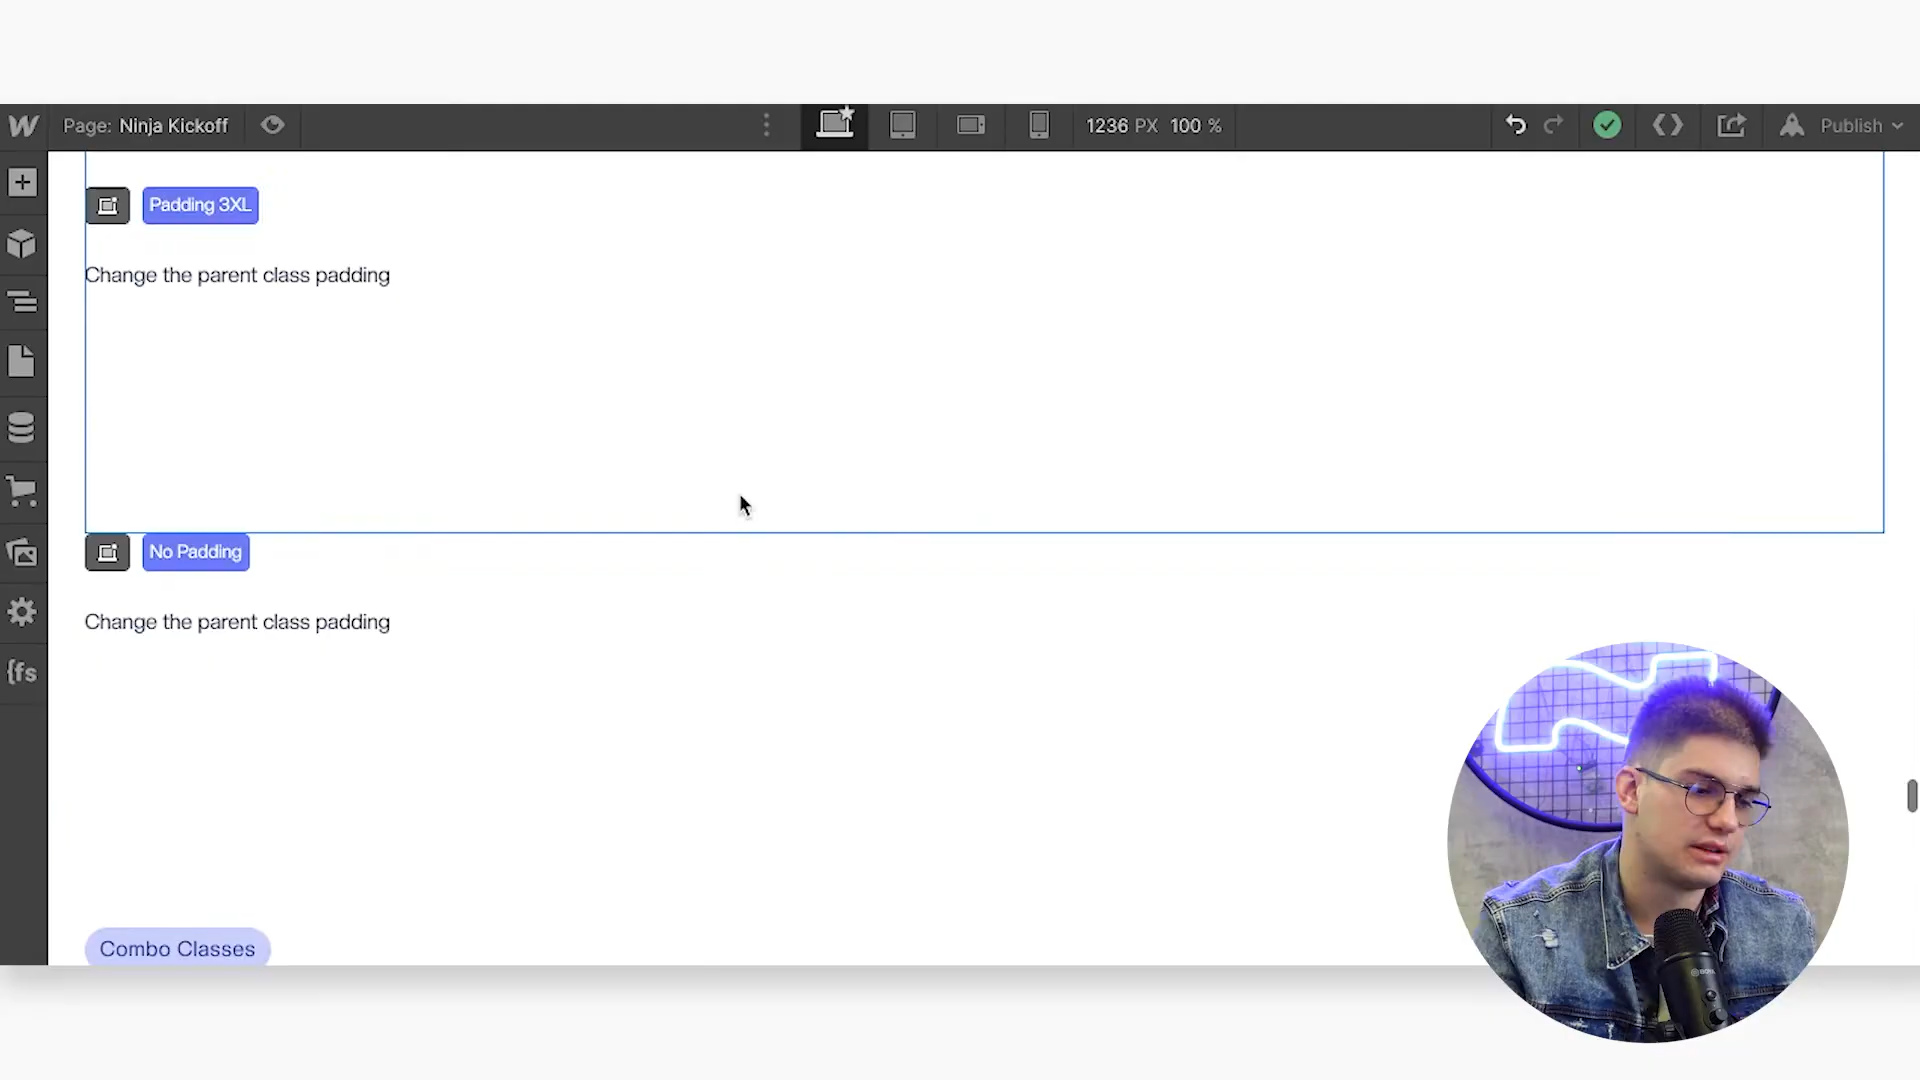 Page: Ninja Kickoff
1236 PX 100 %
Publish
Padding 3XL
Change the parent class padding
No Padding
Change the parent class padding
{fs
Combo Classes